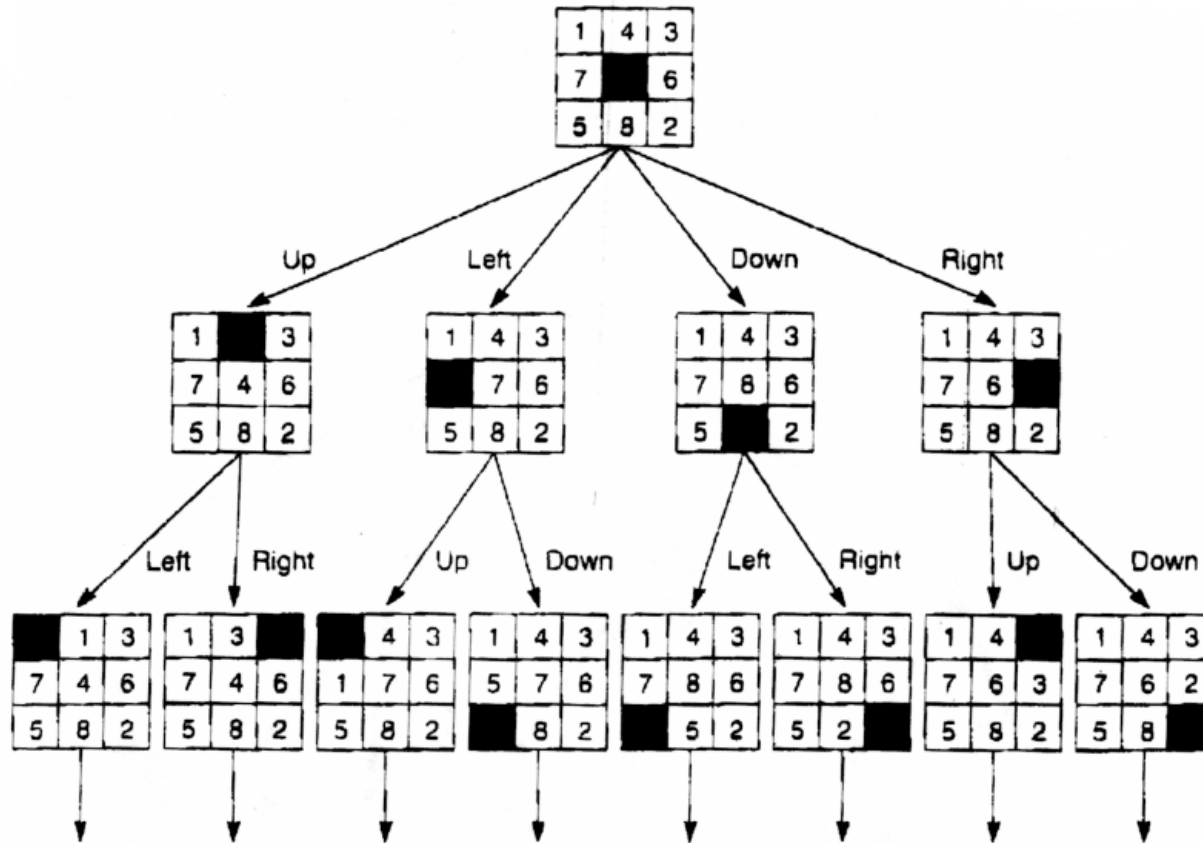 1 4 3
7 6
5 8 2
Up Left Down Right
1 3 1 4 3 1 4 3 1 4 3
7 4 6 7 6 7 8 6 7 6
5 8 2 5 8 2 5 2 5 8 2
Left Right Up Down Left Right Up Down
1 3 1 3 4 3 1 4 3 1 4 3 1 4 3 1 4 1 4 3
7 4 6 7 4 6 1 7 6 5 7 6 7 8 6 7 8 6 7 6 3 7 6 2
5 8 2 5 8 2 5 8 2 8 2 5 2 5 2 5 8 2 5 8